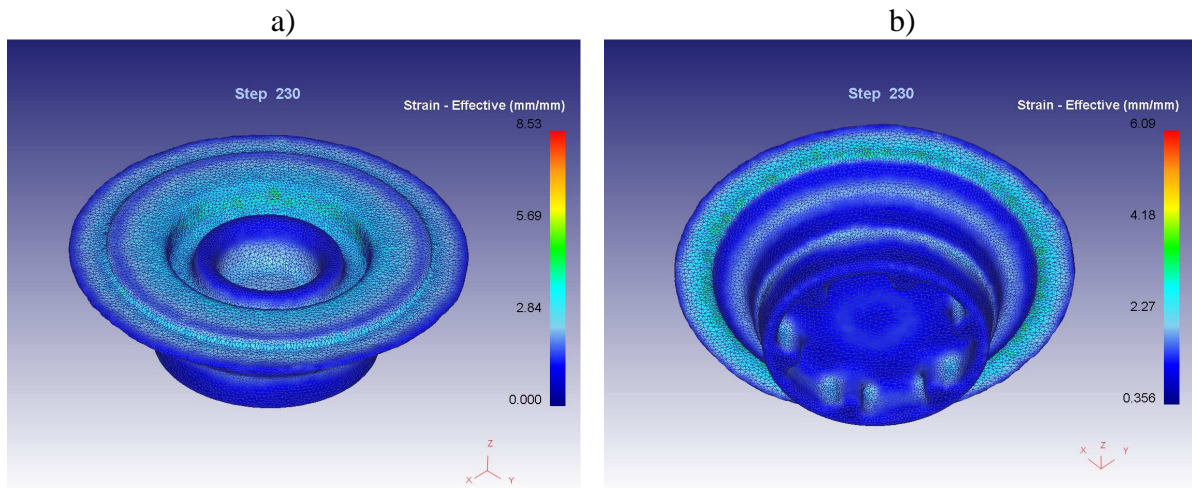 a)
Step 230
Strain - Effective (mm/mm)
8.53
5.69
2.84
0.000
Z
X
Y
b)
Step 230
Strain - Effective (mm/mm)
6.09
4.18
2.27
0.356
X
Z
Y